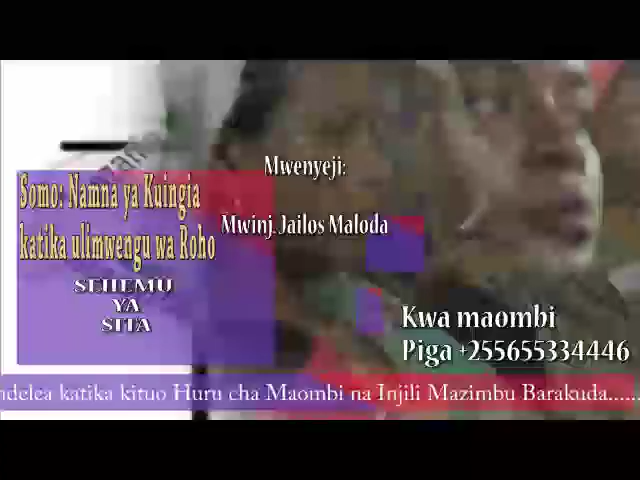 Mwenyeji:
Somo: Namna ya Kuingia
katika ulimwengu wa Roho
Mwinj. Jailos Maloda
SEHEMU
YA
SITA
Kwa maombi
Piga +255655334446
ndelea katika kituo Huru cha Maombi na Injili Mazimbu Barakuda......